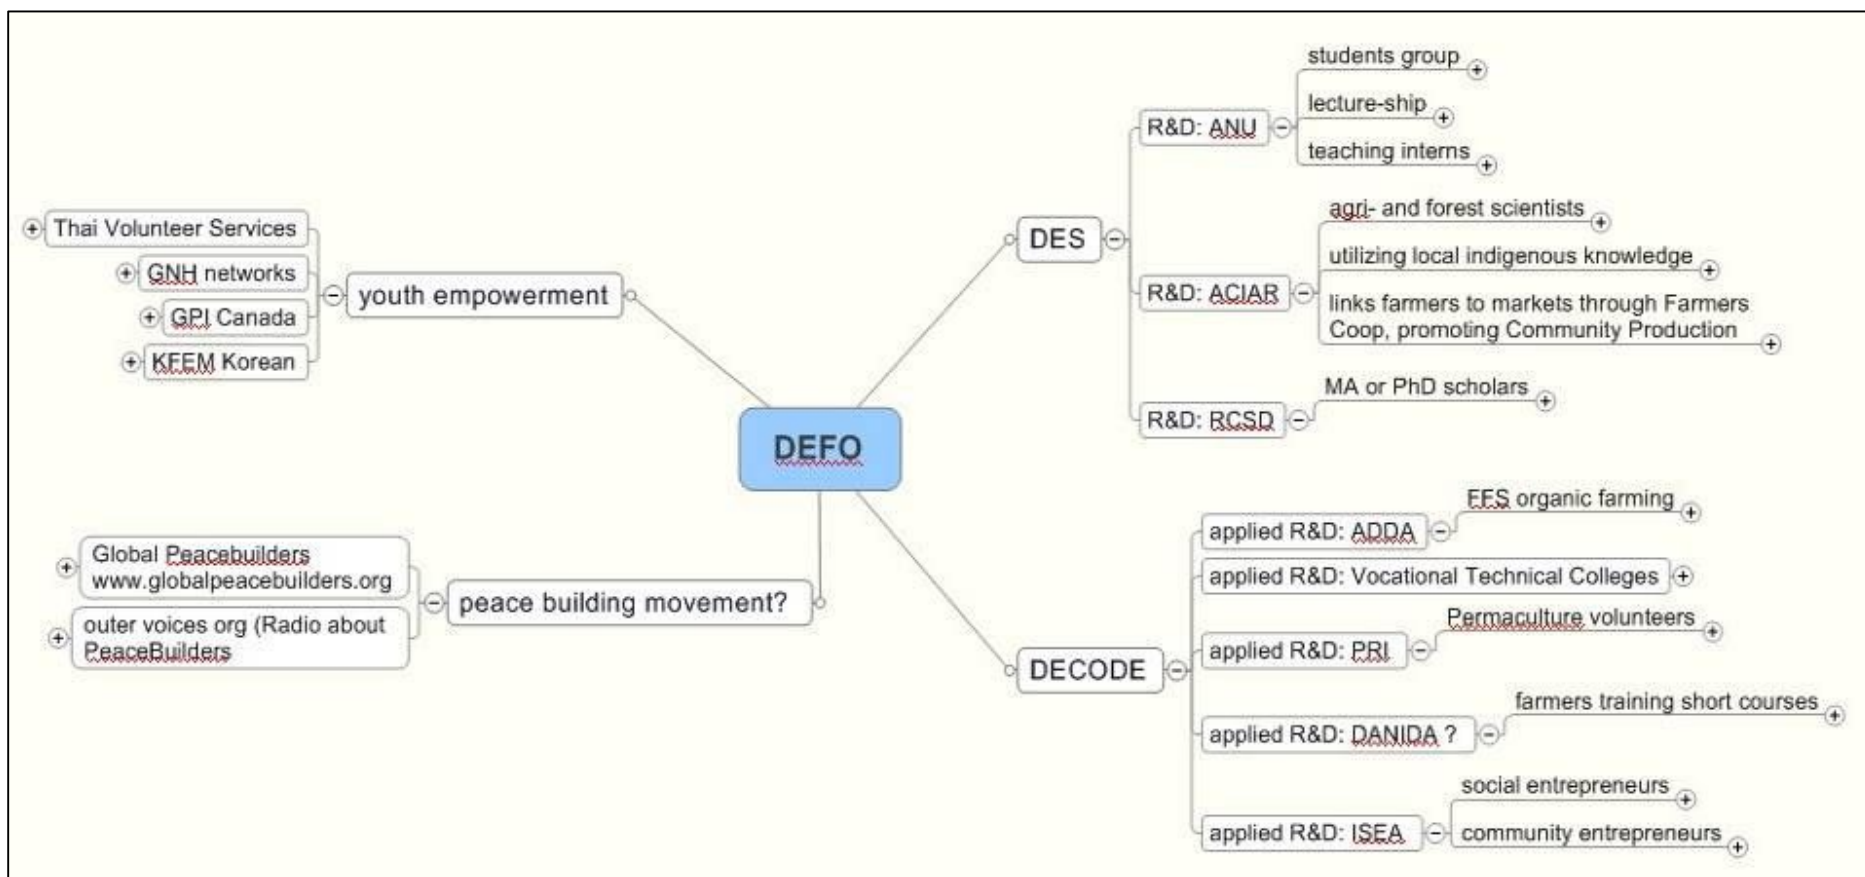 DEFO
youth empowerment
Thai Volunteer Services
GNH networks
GPI Canada
KFEM Korean
peace building movement?
Global Peacebuilders
www.globalpeacebuilders.org
outer voices org (Radio about
PeaceBuilders
DES
R&D: ANU
students group
lecture-ship
teaching interns
R&D: ACIAR
agri- and forest scientists
utilizing local indigenous knowledge
links farmers to markets through Farmers
Coop, promoting Community Production
R&D: RCSD
MA or PhD scholars
DECODE
applied R&D: ADDA
FFS organic farming
applied R&D: Vocational Technical Colleges
applied R&D: PRI
Permaculture volunteers
applied R&D: DANIDA ?
farmers training short courses
applied R&D: ISEA
social entrepreneurs
community entrepreneurs